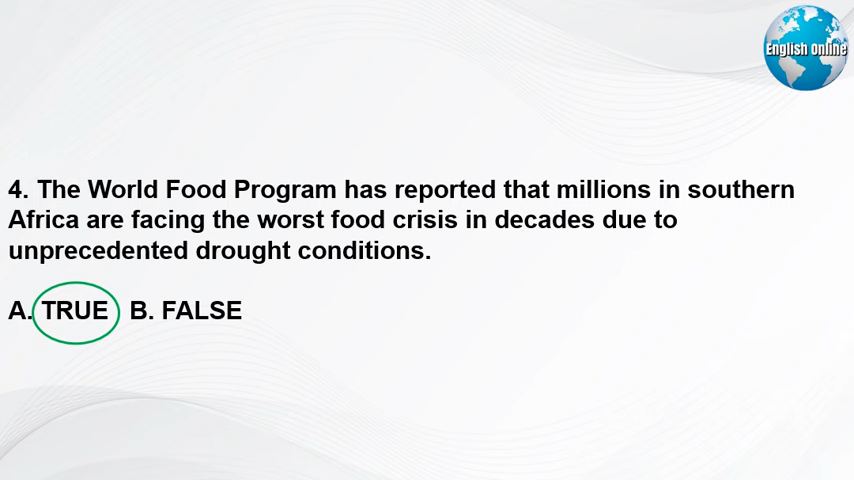 English Online
4. The World Food Program has reported that millions in southern
Africa are facing the worst food crisis in decades due to
unprecedented drought conditions.
A. TRUE B. FALSE